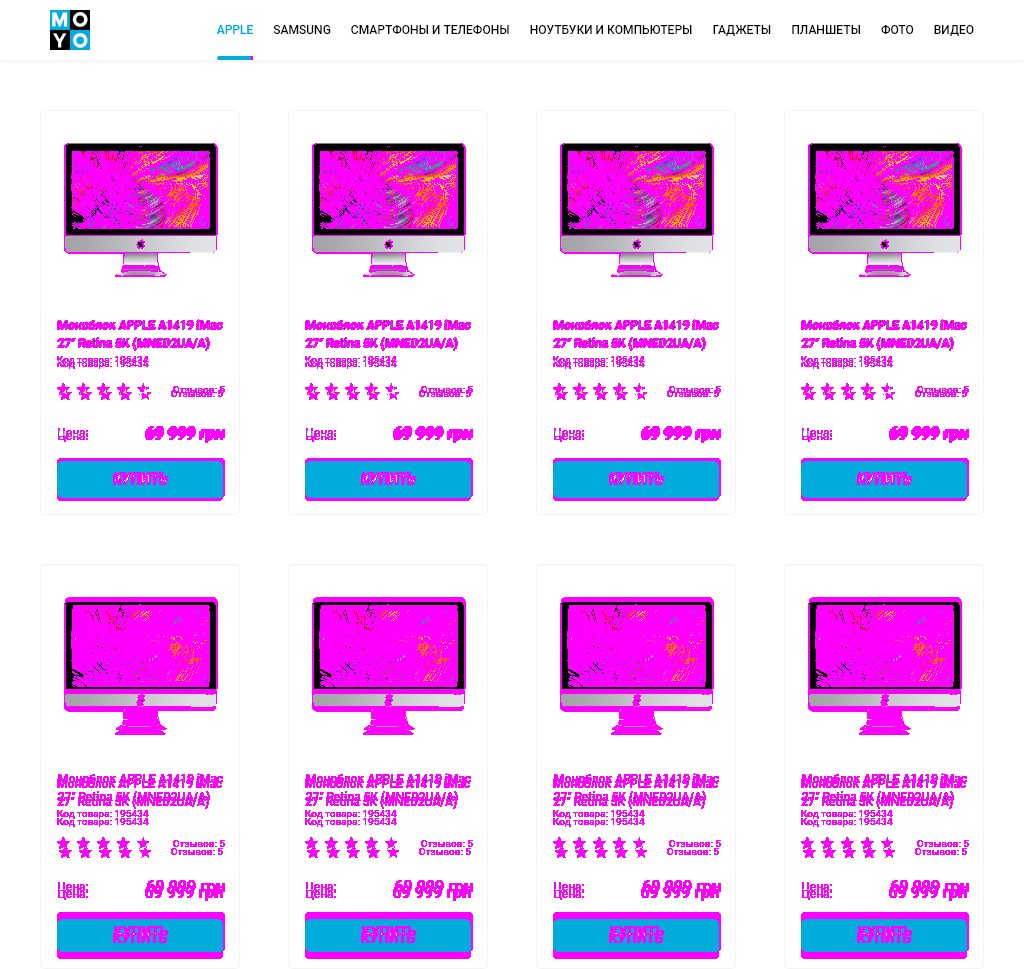 MO
YO
APPLE SAMSUNG СМАРТФОНЫ И ТЕЛЕФОНЫ НОУТБУКИ И КОМПЬЮТЕРЫ ГАДЖЕТЫ ПЛАНШЕТЫ ФОТО ВИДЕО
Моноблок APPLE A1419 iMac Моноблок APPLE A1419 iMac Моноблок APPLE A1419 iMac Моноблок APPLE A1419 iMac
27” Retina 5K (MNED2UA/A) 27” Retina 5K (MNED2UA/A) 27” Retina 5K (MNED2UA/A) 27” Retina 5K (MNED2UA/A)
Код товара: 195434 Код товара: 195434 Код товара: 195434 Код товара: 195434
Отзывов: 5 Отзывов: 5 Отзывов: 5 Отзывов: 5
Цена: 69 999 грн Цена: 69 999 грн Цена: 69 999 грн Цена: 69 999 грн
КУПИТЬ КУПИТЬ КУПИТЬ КУПИТЬ
Моноблок APPLE A1419 iMac Моноблок APPLE A1419 iMac Моноблок APPLE A1419 iMac Моноблок APPLE A1419 iMac
27” Retina 5K (MNED2UA/A) 27” Retina 5K (MNED2UA/A) 27” Retina 5K (MNED2UA/A) 27” Retina 5K (MNED2UA/A)
Код товара: 195434 Код товара: 195434 Код товара: 195434 Код товара: 195434
Отзывов: 5 Отзывов: 5 Отзывов: 5 Отзывов: 5
Цена: 69 999 грн Цена: 69 999 грн Цена: 69 999 грн Цена: 69 999 грн
КУПИТЬ КУПИТЬ КУПИТЬ КУПИТЬ